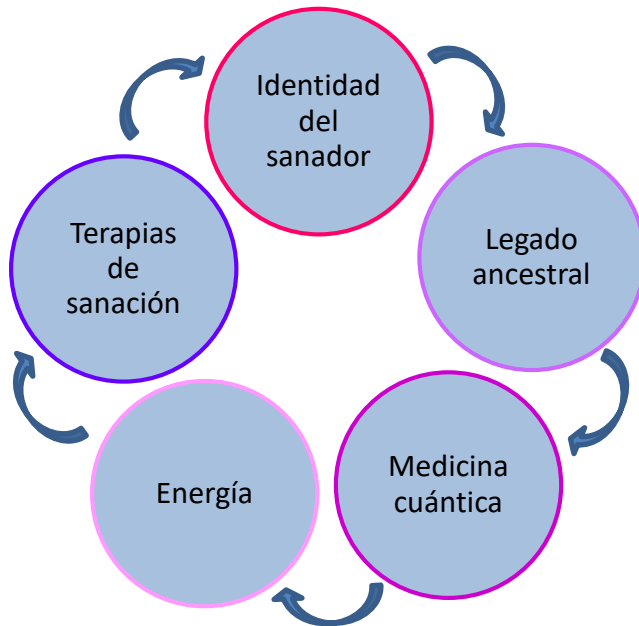 Identidad
del
sanador
Legado
ancestral
Medicina
cuántica
Energía
Terapias
de
sanación